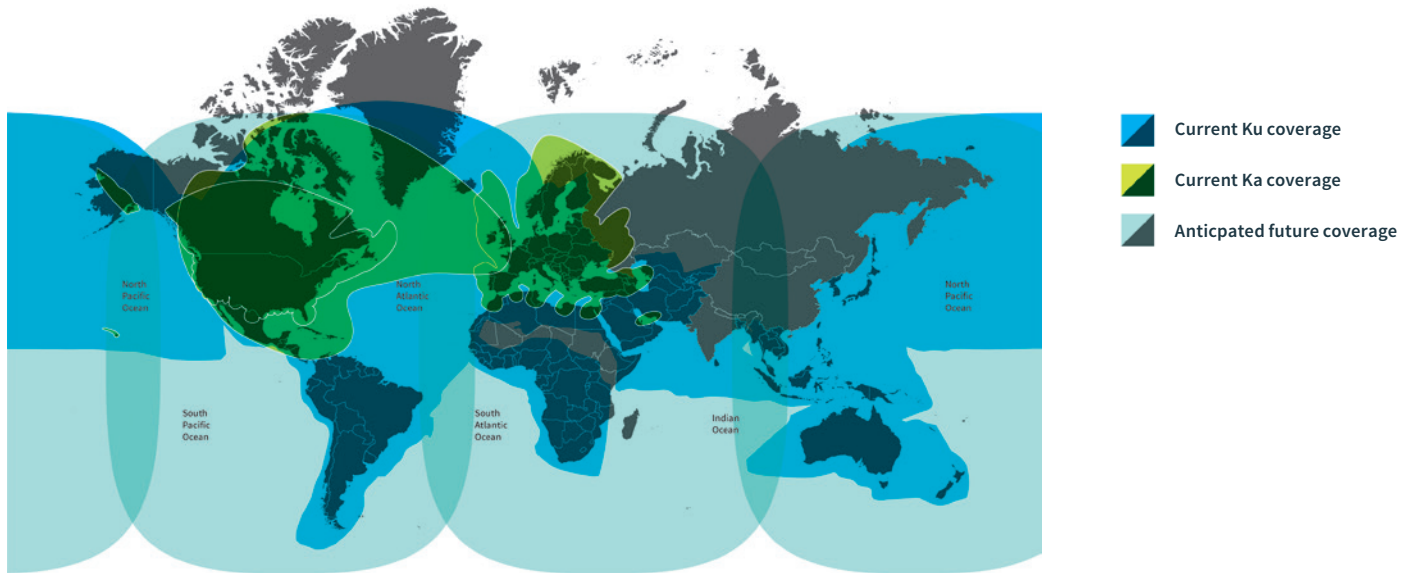 North
Pacific
Ocean
North
Atlantic
Ocean
North
Pacific
Ocean
South
Pacific
Ocean
South
Atlantic
Ocean
Indian
Ocean
Current Ku coverage
Current Ka coverage
Anticpated future coverage